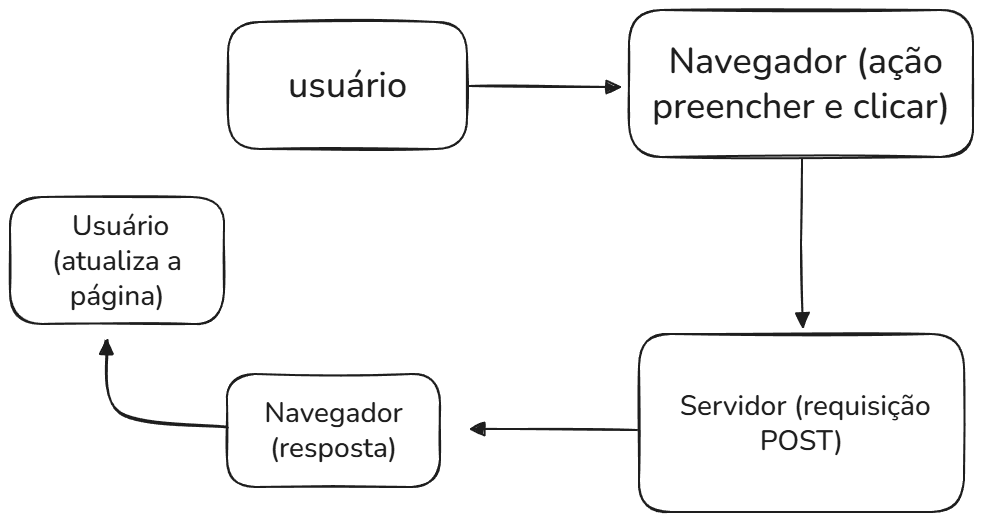 usuário
Navegador (ação
preencher e clicar)
Usuário
(atualiza a
página)
Navegador
(resposta)
Servidor (requisição
POST)